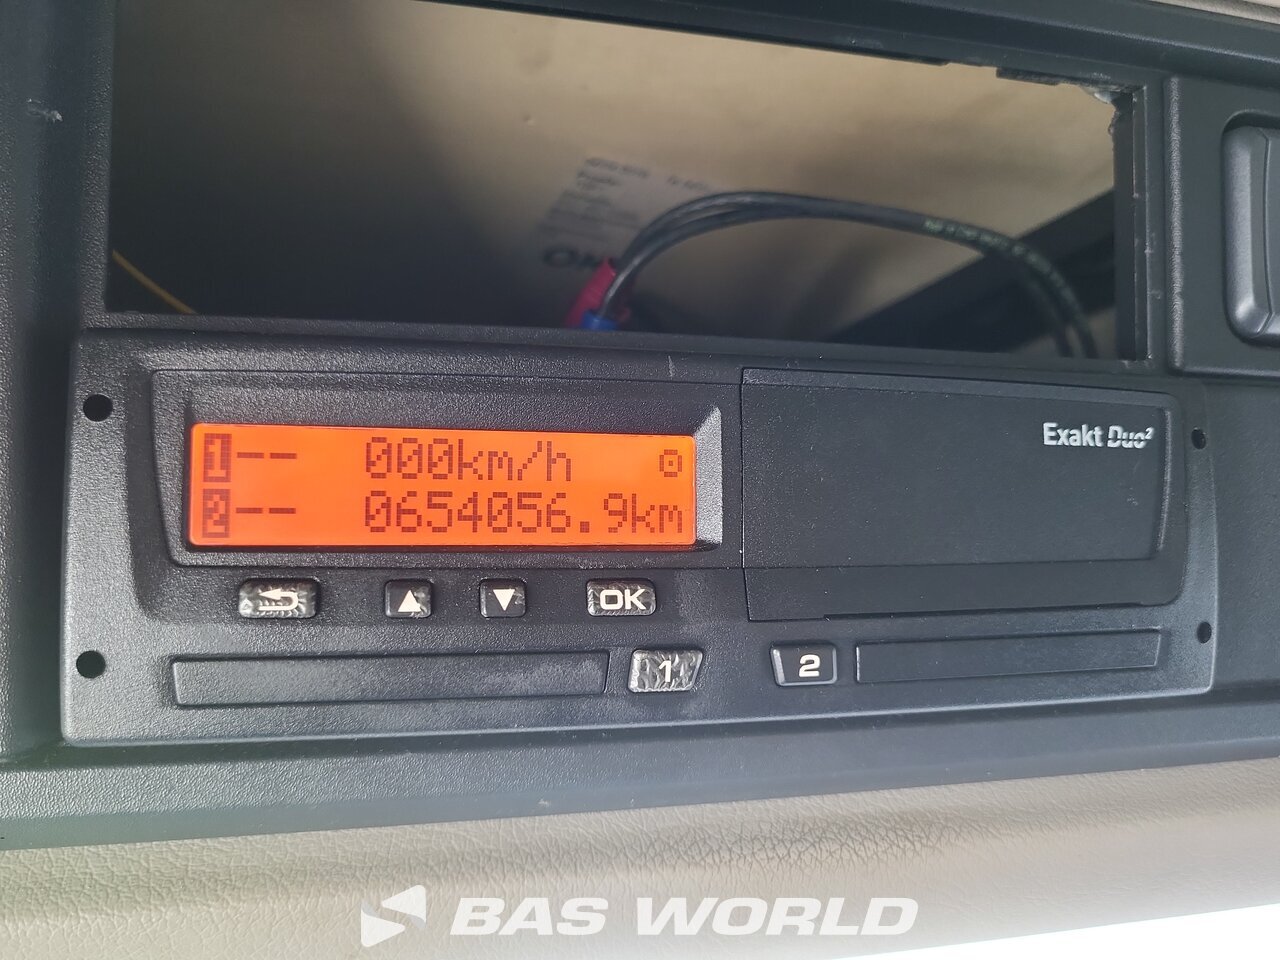 Exakt Duo²
1-- 000km/h
2-- 0654056.9km
OK
1
2
BAS WORLD